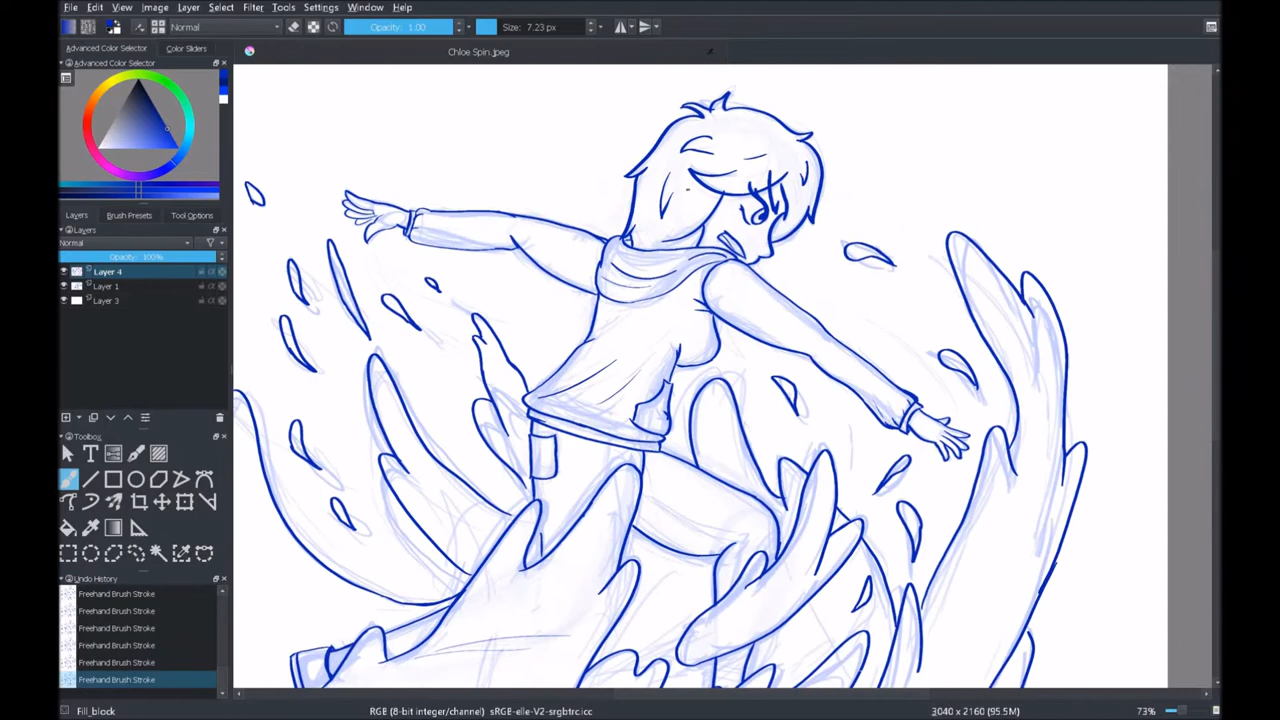 File Edit View Image Layer Select Filter Tools Settings Window Help
Normal Opacity: 1.00 Size: 7.23 px
Advanced Color Selector Color Sliders
Chloe Spin.jpeg
Advanced Color Selector
Layers Brush Presets Tool Options
Layers
Normal
Opacity: 100%
Layer 4
Layer 1
Layer 3
Toolbox
Undo History
Freehand Brush Stroke
Freehand Brush Stroke
Freehand Brush Stroke
Freehand Brush Stroke
Freehand Brush Stroke
Freehand Brush Stroke
Fill_block RGB (8-bit integer/channel) sRGB-elle-V2-srgbtrc.icc 3040 x 2160 (95.5M) 73%